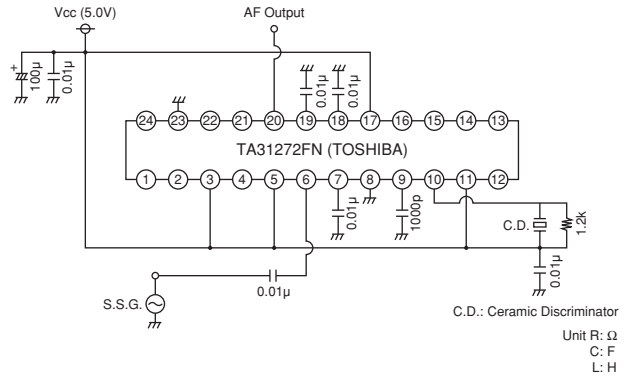 Vcc (5.0V)
AF Output
+
100µ
0.01µ
0.01µ
0.01µ
24 23 22 21 20 19 18 17 16 15 14 13
TA31272FN (TOSHIBA)
1 2 3 4 5 6 7 8 9 10 11 12
0.01µ
1000p
C.D.
1.2k
0.01µ
0.01µ
S.S.G.
C.D.: Ceramic Discriminator
Unit R: Ω
C: F
L: H